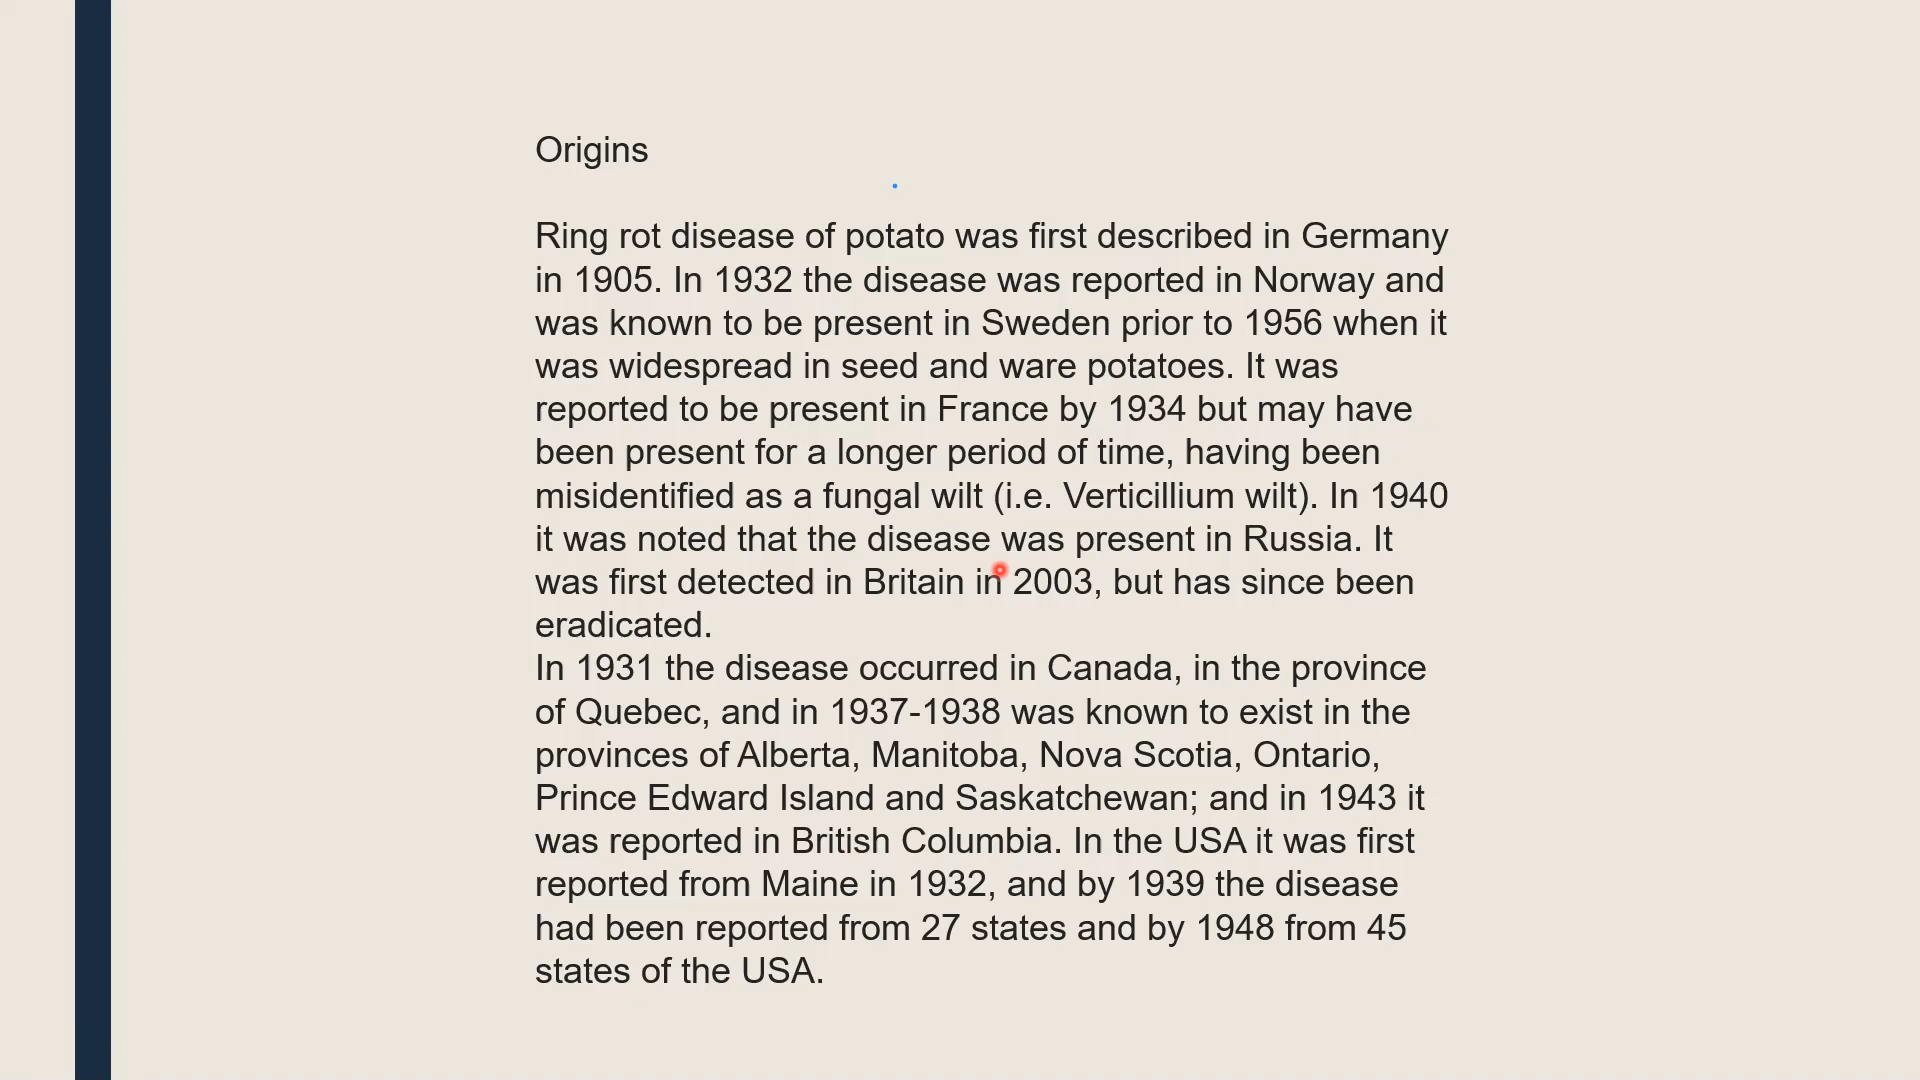 Origins
Ring rot disease of potato was first described in Germany
in 1905. In 1932 the disease was reported in Norway and
was known to be present in Sweden prior to 1956 when it
was widespread in seed and ware potatoes. It was
reported to be present in France by 1934 but may have
been present for a longer period of time, having been
misidentified as a fungal wilt (i.e. Verticillium wilt). In 1940
it was noted that the disease was present in Russia. It
was first detected in Britain in 2003, but has since been
eradicated.
In 1931 the disease occurred in Canada, in the province
of Quebec, and in 1937-1938 was known to exist in the
provinces of Alberta, Manitoba, Nova Scotia, Ontario,
Prince Edward Island and Saskatchewan; and in 1943 it
was reported in British Columbia. In the USA it was first
reported from Maine in 1932, and by 1939 the disease
had been reported from 27 states and by 1948 from 45
states of the USA.